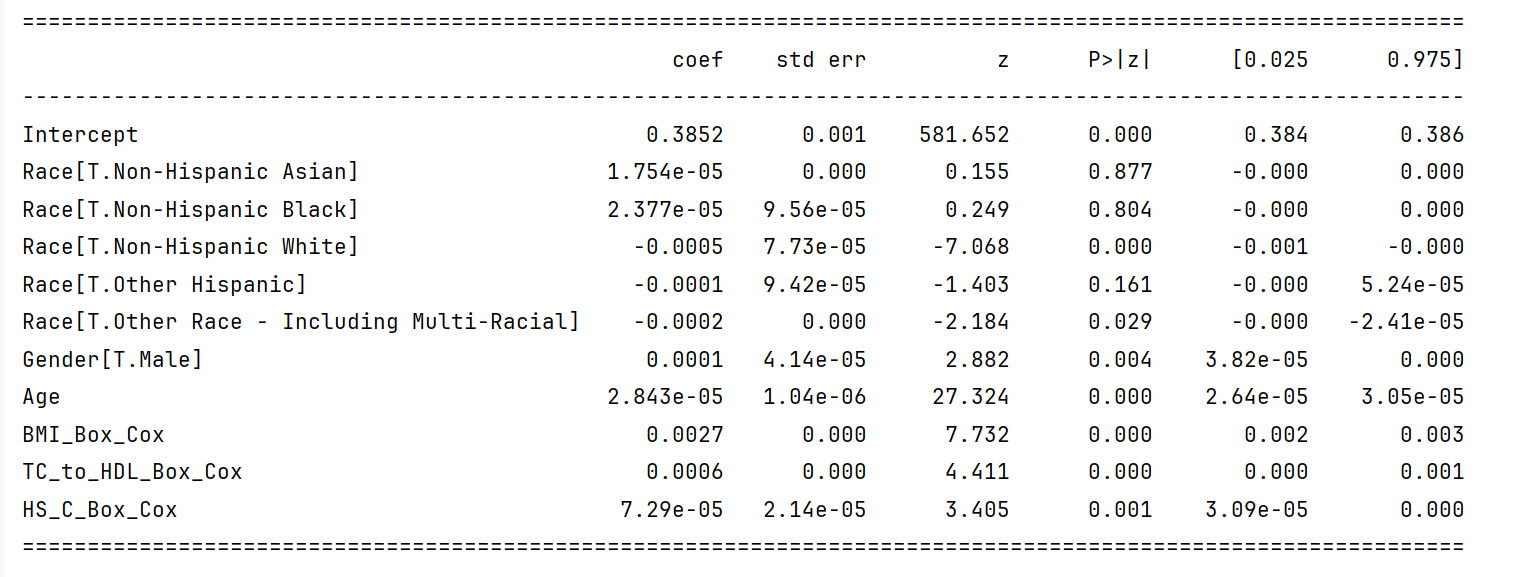 ===============================================================================================================
                                                  coef    std err          z      P>|z|      [0.025      0.975]
---------------------------------------------------------------------------------------------------------------
Intercept                                       0.3852      0.001    581.652      0.000       0.384       0.386
Race[T.Non-Hispanic Asian]                   1.754e-05      0.000      0.155      0.877      -0.000       0.000
Race[T.Non-Hispanic Black]                   2.377e-05   9.56e-05      0.249      0.804      -0.000       0.000
Race[T.Non-Hispanic White]                     -0.0005   7.73e-05     -7.068      0.000      -0.001      -0.000
Race[T.Other Hispanic]                         -0.0001   9.42e-05     -1.403      0.161      -0.000    5.24e-05
Race[T.Other Race - Including Multi-Racial]    -0.0002      0.000     -2.184      0.029      -0.000   -2.41e-05
Gender[T.Male]                                  0.0001   4.14e-05      2.882      0.004    3.82e-05       0.000
Age                                          2.843e-05   1.04e-06     27.324      0.000    2.64e-05    3.05e-05
BMI_Box_Cox                                     0.0027      0.000      7.732      0.000       0.002       0.003
TC_to_HDL_Box_Cox                               0.0006      0.000      4.411      0.000       0.000       0.001
HS_C_Box_Cox                                  7.29e-05   2.14e-05      3.405      0.001    3.09e-05       0.000
===============================================================================================================